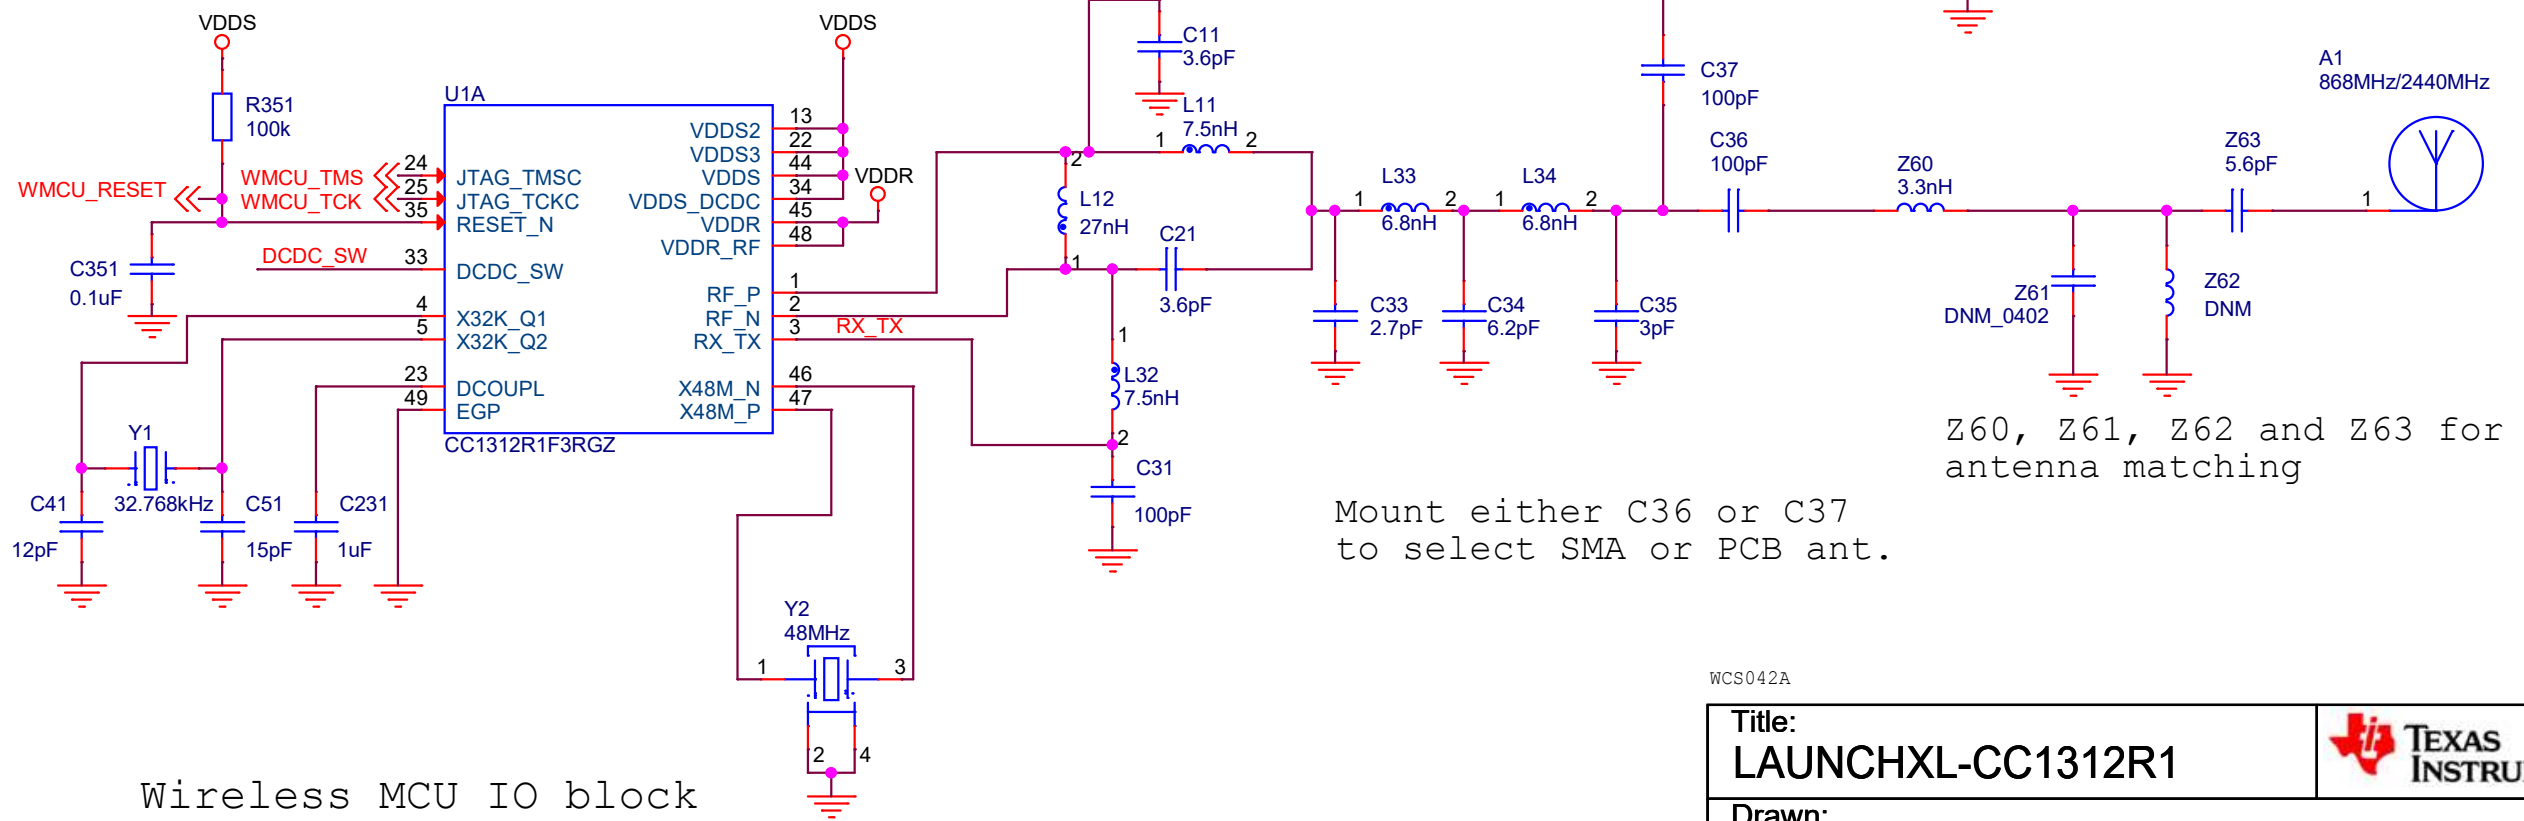 VDDS
R351
100k
WMCU_RESET
WMCU_TMS
WMCU_TCK
24
25
35
C351
0.1uF
DCDC_SW
33
4
5
23
49
Y1
32.768kHz
C41
12pF
C51
15pF
C231
1uF
U1A
JTAG_TMSC
JTAG_TCKC
RESET_N
DCDC_SW
X32K_Q1
X32K_Q2
DCOUPL
EGP
VDDS2
VDDS3
VDDS
VDDS_DCDC
VDDR
VDDR_RF
RF_P
RF_N
RX_TX
X48M_N
X48M_P
CC1312R1F3RGZ
VDDS
13
22
44
34
45
48
1
2
3
46
47
VDDR
RX_TX
Y2
48MHz
1
3
2
4
C11
3.6pF
L11
7.5nH
1
2
2
L12
27nH
1
C21
3.6pF
1
L32
7.5nH
2
C31
100pF
L33
1
2
6.8nH
L34
1
2
6.8nH
C33
2.7pF
C34
6.2pF
C35
3pF
C37
100pF
C36
100pF
Z60
3.3nH
Z61
DNM_0402
Z62
DNM
Z63
5.6pF
A1
868MHz/2440MHz
1
Z60, Z61, Z62 and Z63 for
antenna matching
Mount either C36 or C37
to select SMA or PCB ant.
Wireless MCU IO block
WCS042A
Title:
LAUNCHXL-CC1312R1
TEXAS
INSTRU
Drawn: